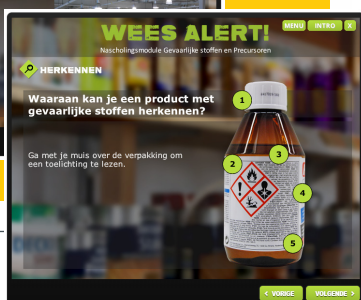 WEES ALERT!
MENU
INTRO
X
Nascholingsmodule Gevaarlijke stoffen en Precursoren
HERKENNEN
Waaraan kan je een product met
gevaarlijke stoffen herkennen?
Ga met je muis over de verpakking om
een toelichting te lezen.
1
2
3
4
5
< VORIGE
VOLGENDE >